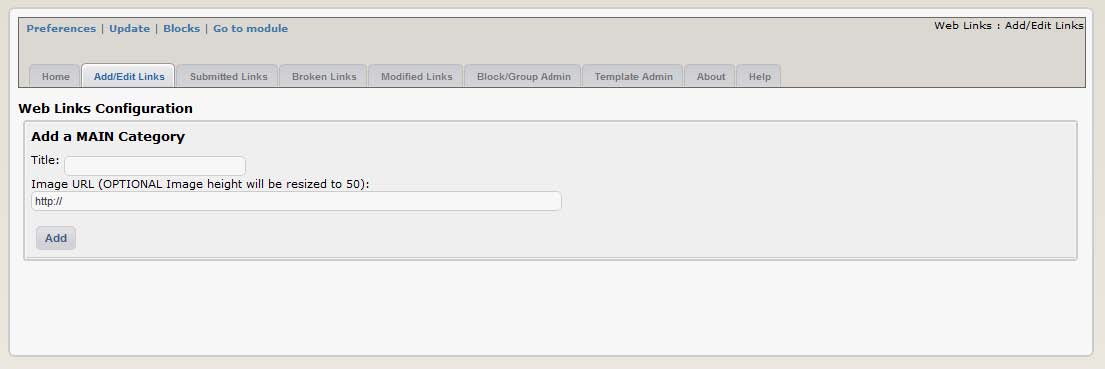 Preferences | Update | Blocks | Go to module
Web Links : Add/Edit Links
Home Add/Edit Links Submitted Links Broken Links Modified Links Block/Group Admin Template Admin About Help
Web Links Configuration
Add a MAIN Category
Title:
Image URL (OPTIONAL Image height will be resized to 50):
http://
Add